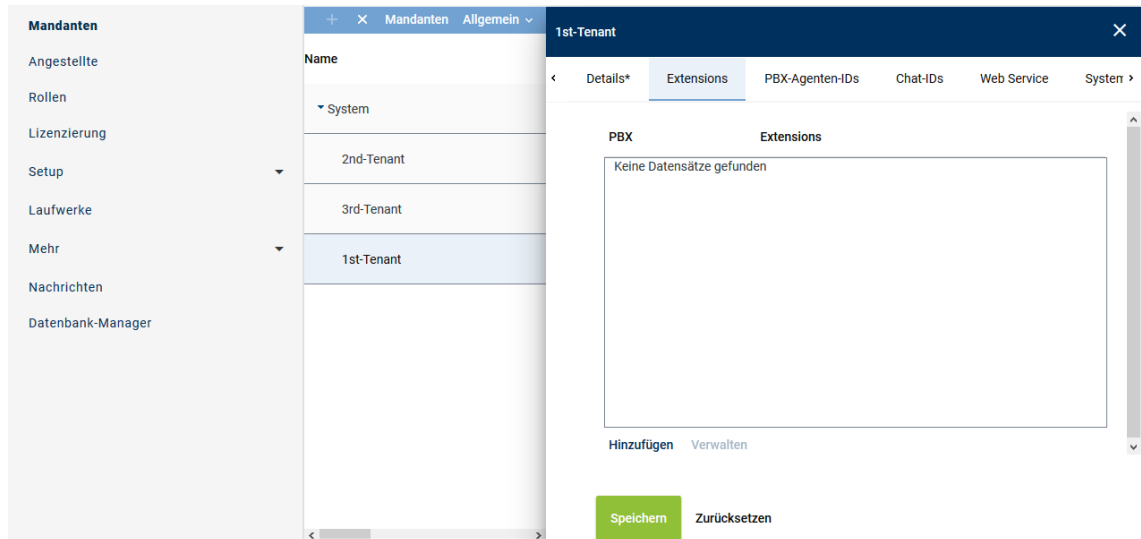 Mandanten
Angestellte
Rollen
Lizenzierung
Setup
Laufwerke
Mehr
Nachrichten
Datenbank-Manager
Mandanten Allgemein
Name
System
2nd-Tenant
3rd-Tenant
1st-Tenant
1st-Tenant
Details* Extensions PBX-Agenten-IDs Chat-IDs Web Service System
PBX Extensions
Keine Datensätze gefunden
Hinzufügen Verwalten
Speichern Zurücksetzen